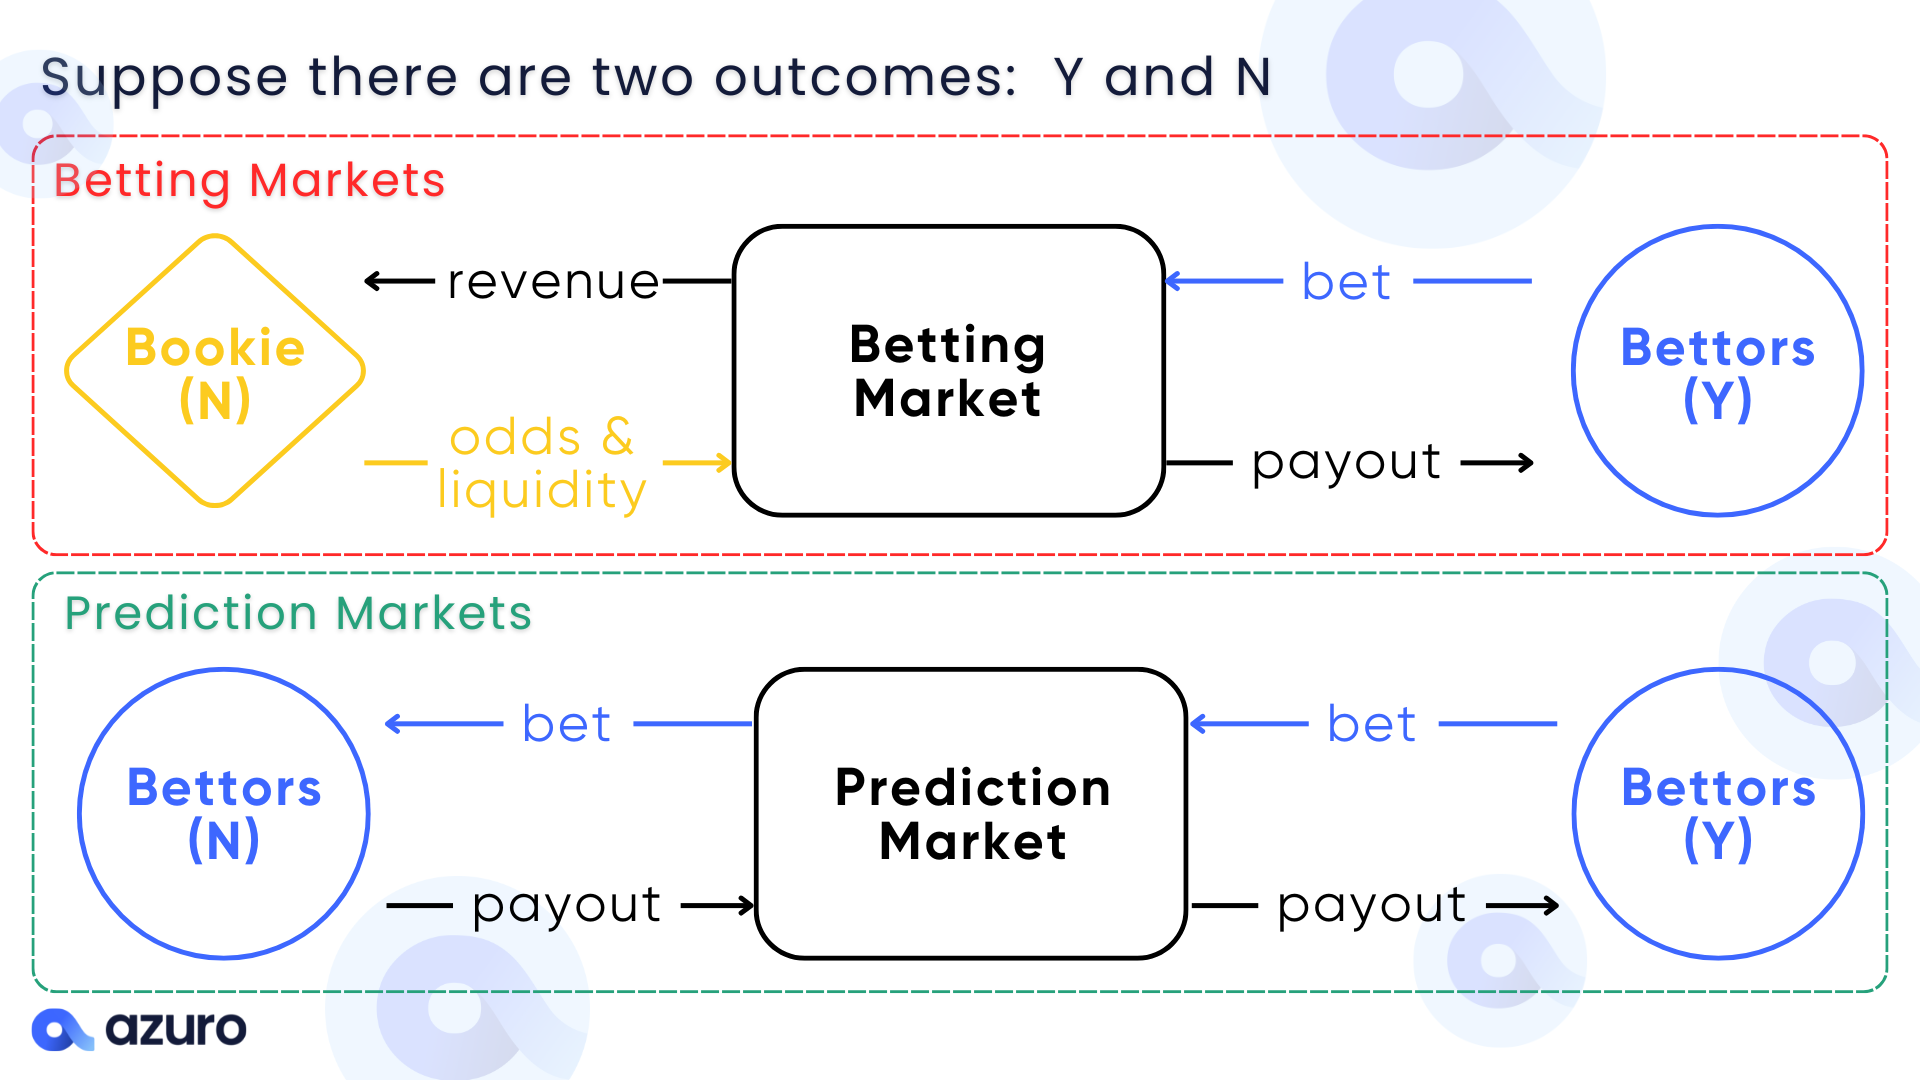 Suppose there are two outcomes: Y and N
Betting Markets
revenue
bet
Bookie
(N)
Betting
Market
Bettors
(Y)
odds &
liquidity
payout
Prediction Markets
bet
bet
Bettors
(N)
Prediction
Market
Bettors
(Y)
payout
payout
azuro